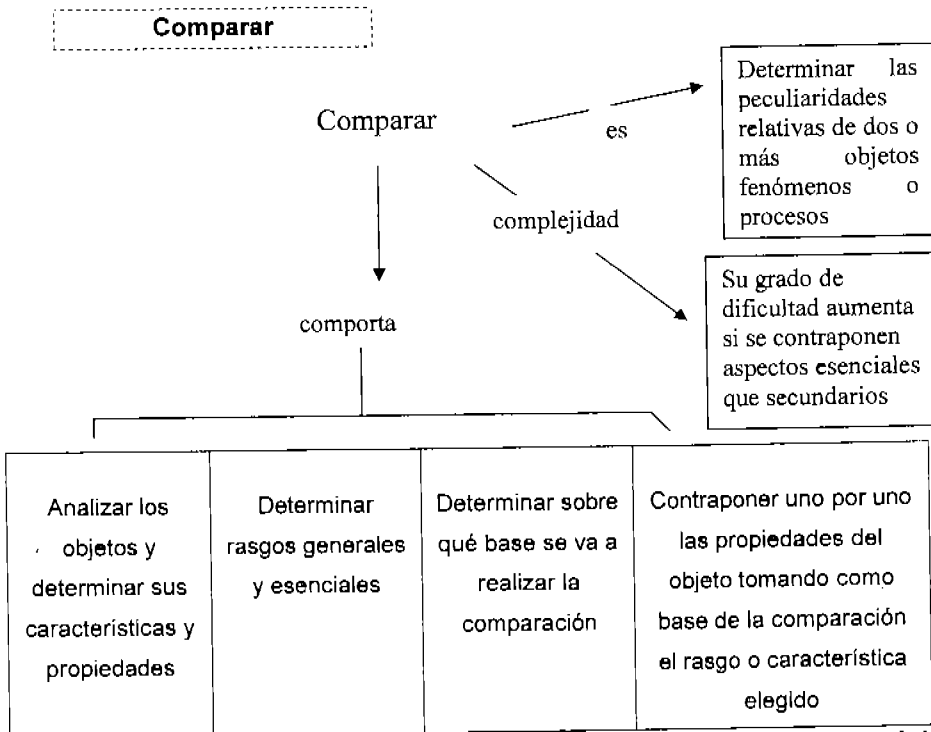 Comparar
Comparar
es
Determinar las
peculiaridades
relativas de dos o
más objetos
fenómenos o
procesos
complejidad
Su grado de
dificultad aumenta
si se contraponen
aspectos esenciales
que secundarios
comporta
Analizar los
objetos y
determinar sus
características y
propiedades
Determinar
rasgos generales
y esenciales
Determinar sobre
qué base se va a
realizar la
comparación
Contraponer uno por uno
las propiedades del
objeto tomando como
base de la comparación
el rasgo o característica
elegido